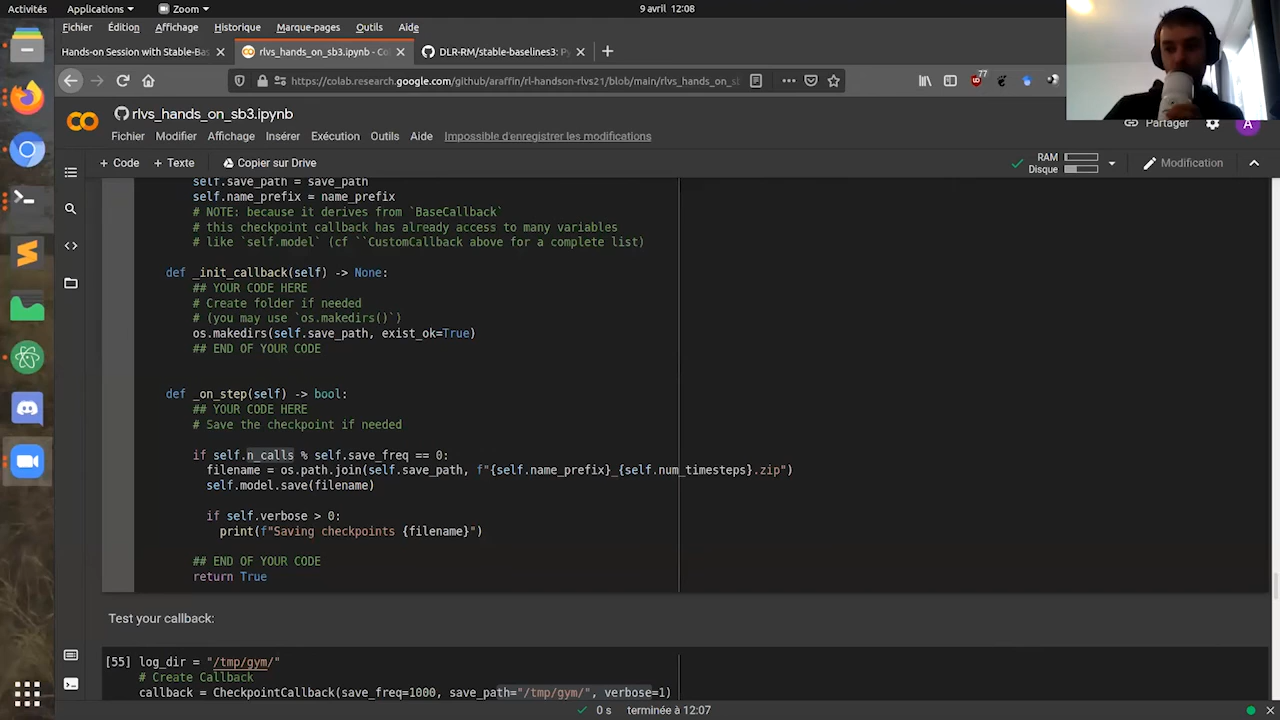 Activités Applications Zoom 9 avril 12:08
Fichier Édition Affichage Historique Marque-pages Outils Aide
Hands-on Session with Stable-Bas rlvs_hands_on_sb3.ipynb - Co DLR-RM/stable-baselines3: Py
https://colab.research.google.com/github/araffin/rl-handson-rlvs21/blob/main/rlvs_hands_on_sb 77
rlvs_hands_on_sb3.ipynb
Fichier Modifier Affichage Insérer Exécution Outils Aide Impossible d'enregistrer les modifications Partager A
+ Code + Texte Copier sur Drive RAM Disque Modification
self.save_path = save_path
self.name_prefix = name_prefix
# NOTE: because it derives from `BaseCallback`
# this checkpoint callback has already access to many variables
# like `self.model` (cf ``CustomCallback above for a complete list)
def _init_callback(self) -> None:
## YOUR CODE HERE
# Create folder if needed
# (you may use `os.makedirs()`)
os.makedirs(self.save_path, exist_ok=True)
## END OF YOUR CODE
def _on_step(self) -> bool:
## YOUR CODE HERE
# Save the checkpoint if needed
if self.n_calls % self.save_freq == 0:
filename = os.path.join(self.save_path, f"{self.name_prefix}_{self.num_timesteps}.zip")
self.model.save(filename)
if self.verbose > 0:
print(f"Saving checkpoints {filename}")
## END OF YOUR CODE
return True
Test your callback:
[55] log_dir = "/tmp/gym/"
# Create Callback
callback = CheckpointCallback(save_freq=1000, save_path="/tmp/gym/", verbose=1)
0 s terminée à 12:07